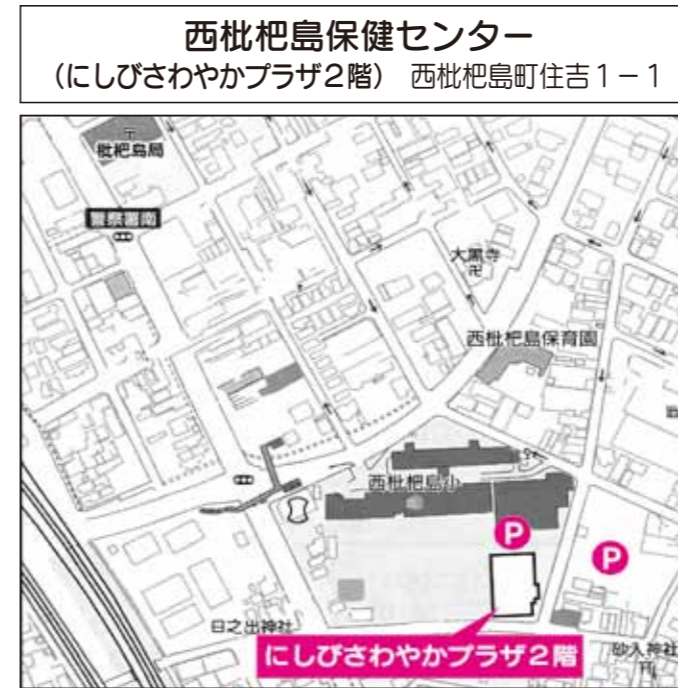 西枇杷島保健センター
(にしびさわやかプラザ2階) 西枇杷島町住吉1-1
〒
枇杷島局
警察署南
大黒寺
卍
西枇杷島保育園
西枇杷島小
P
P
日之出神社
にしびさわやかプラザ2階
砂入神社